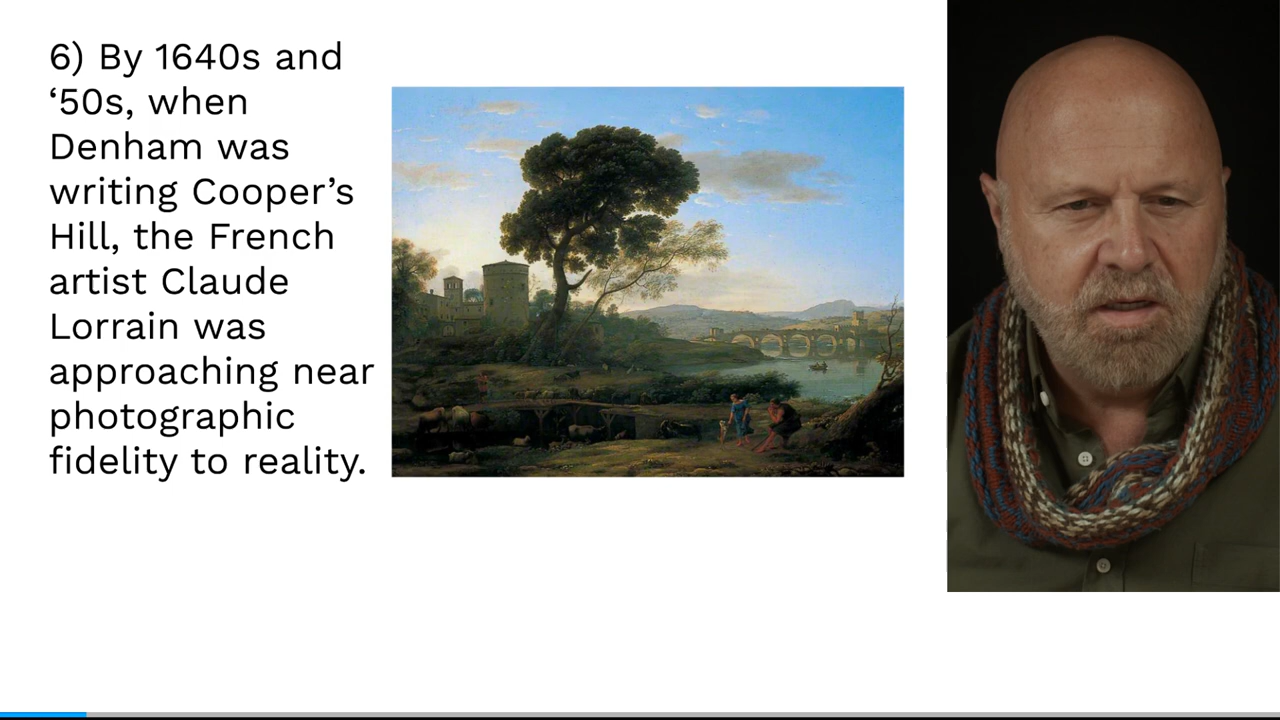 6) By 1640s and
‘50s, when
Denham was
writing Cooper’s
Hill, the French
artist Claude
Lorrain was
approaching near
photographic
fidelity to reality.